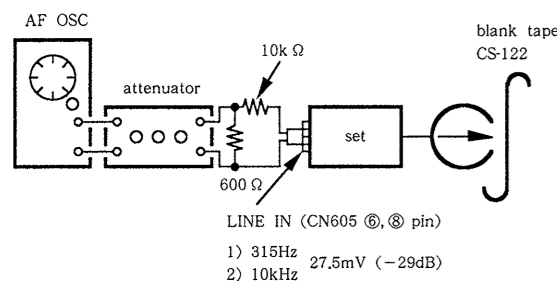 AF OSC
blank tape
CS-122
10k Ω
attenuator
set
600 Ω
LINE IN (CN605 ⑥, ⑧ pin)
1) 315Hz
2) 10kHz
27.5mV (−29dB)